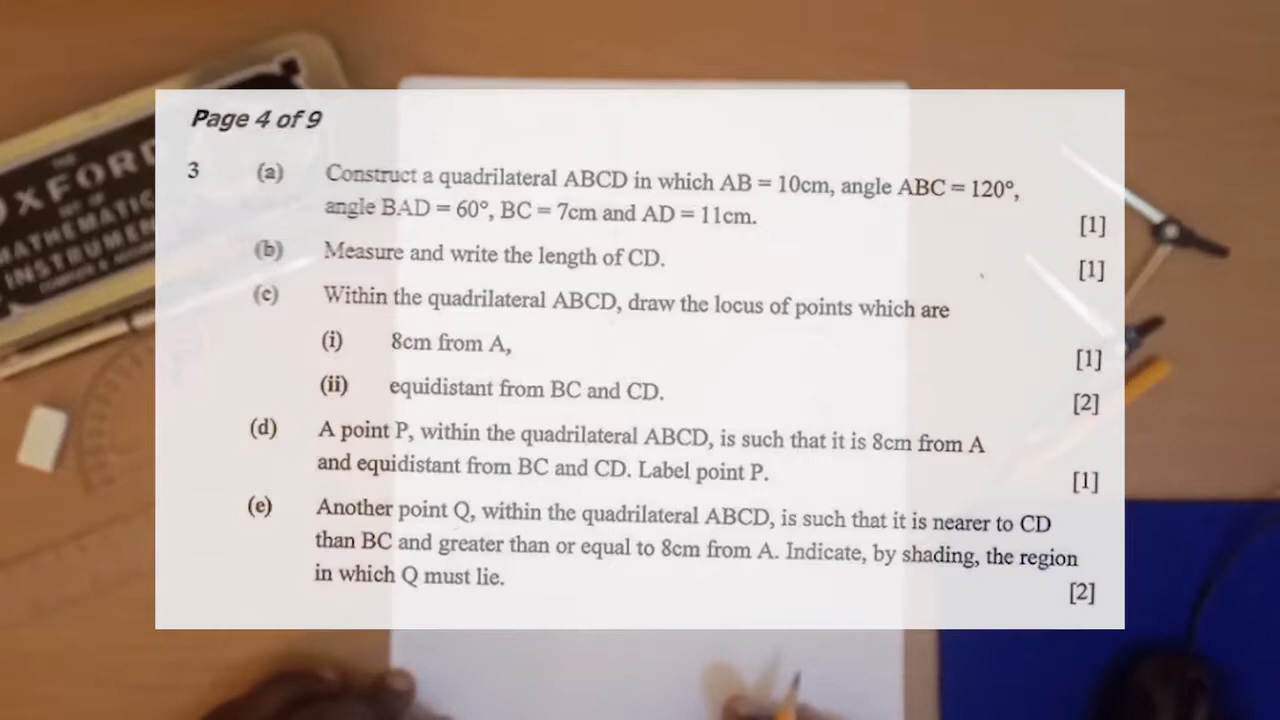 Page 4 of 9
3 (a) Construct a quadrilateral ABCD in which AB = 10cm, angle ABC = 120°,
angle BAD = 60°, BC = 7cm and AD = 11cm. [1]
(b) Measure and write the length of CD. [1]
(c) Within the quadrilateral ABCD, draw the locus of points which are
(i) 8cm from A, [1]
(ii) equidistant from BC and CD. [2]
(d) A point P, within the quadrilateral ABCD, is such that it is 8cm from A
and equidistant from BC and CD. Label point P. [1]
(e) Another point Q, within the quadrilateral ABCD, is such that it is nearer to CD
than BC and greater than or equal to 8cm from A. Indicate, by shading, the region
in which Q must lie. [2]
THE
OXFORD
SET OF
MATHEMATIC
INSTRUMEN